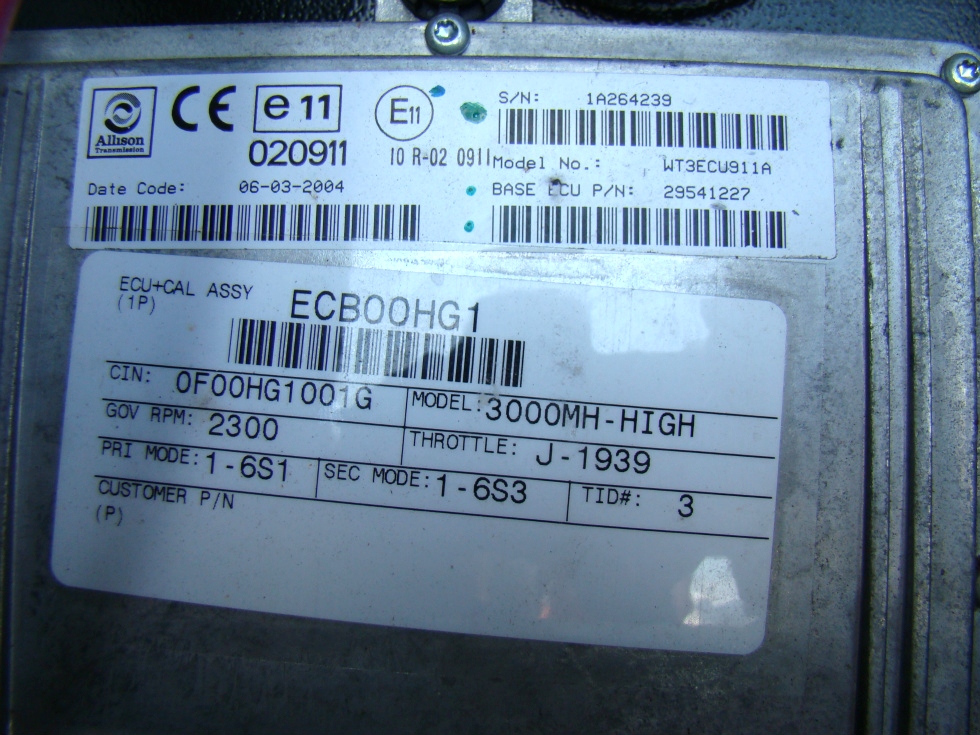 Allison
Transmission
CE
e11
020911
E11
10 R-02 0911
Date Code: 06-03-2004
S/N: 1A264239
Model No.: WT3ECU911A
BASE ECU P/N: 29541227
ECU+CAL ASSY
(1P)
ECB00HG1
CIN: 0F00HG1001G
MODEL: 3000MH-HIGH
GOV RPM: 2300
THROTTLE: J-1939
PRI MODE: 1-6S1
SEC MODE: 1-6S3
TID#: 3
CUSTOMER P/N
(P)